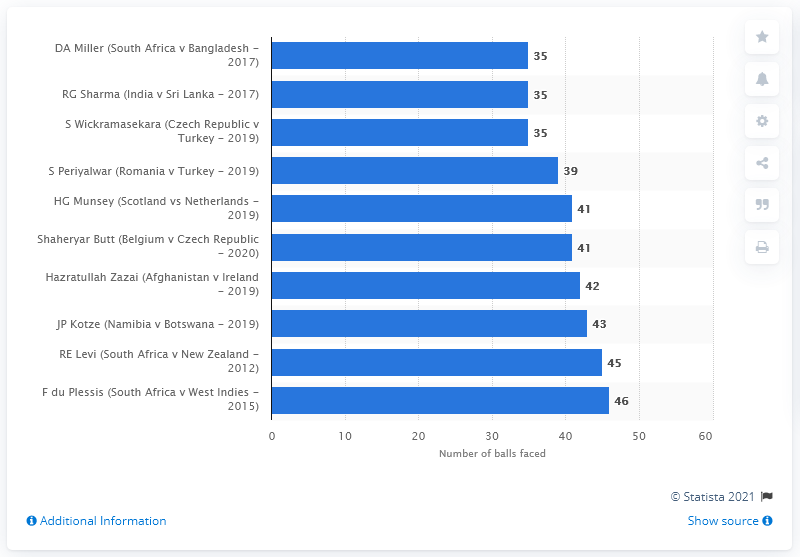 DA Miller (South Africa v Bangladesh -
2017)
35
RG Sharma (India v Sri Lanka - 2017)
35
S Wickramasekara (Czech Republic v
Turkey - 2019)
35
S Periyalwar (Romania v Turkey - 2019)
39
HG Munsey (Scotland vs Netherlands -
2019)
41
Shaheryar Butt (Belgium v Czech Republic
- 2020)
41
Hazratullah Zazai (Afghanistan v Ireland
- 2019)
42
JP Kotze (Namibia v Botswana - 2019)
43
RE Levi (South Africa v New Zealand -
2012)
45
F du Plessis (South Africa v West Indies -
2015)
46
0 10 20 30 40 50 60
Number of balls faced
© Statista 2021
Additional Information
Show source